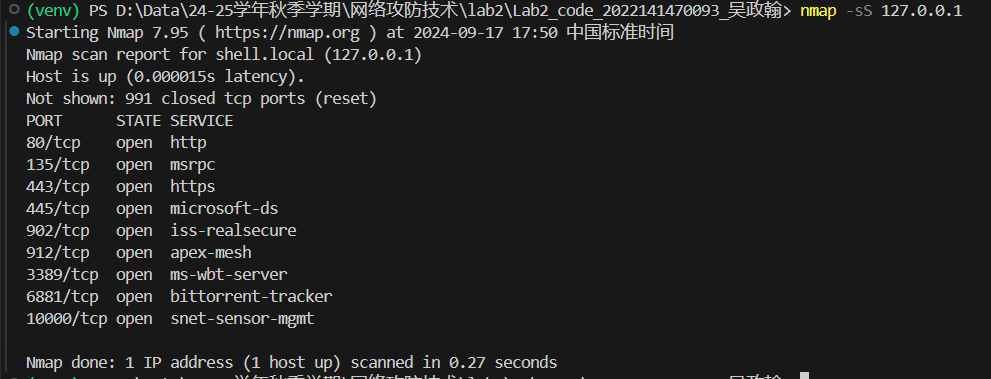 (venv) PS D:\Data\24-25学年秋季学期\网络攻防技术\lab2\Lab2_code_2022141470093_吴政翰> nmap -sS 127.0.0.1
Starting Nmap 7.95 ( https://nmap.org ) at 2024-09-17 17:50 中国标准时间
Nmap scan report for shell.local (127.0.0.1)
Host is up (0.000015s latency).
Not shown: 991 closed tcp ports (reset)
PORT      STATE SERVICE
80/tcp    open  http
135/tcp   open  msrpc
443/tcp   open  https
445/tcp   open  microsoft-ds
902/tcp   open  iss-realsecure
912/tcp   open  apex-mesh
3389/tcp  open  ms-wbt-server
6881/tcp  open  bittorrent-tracker
10000/tcp open  snet-sensor-mgmt
Nmap done: 1 IP address (1 host up) scanned in 0.27 seconds